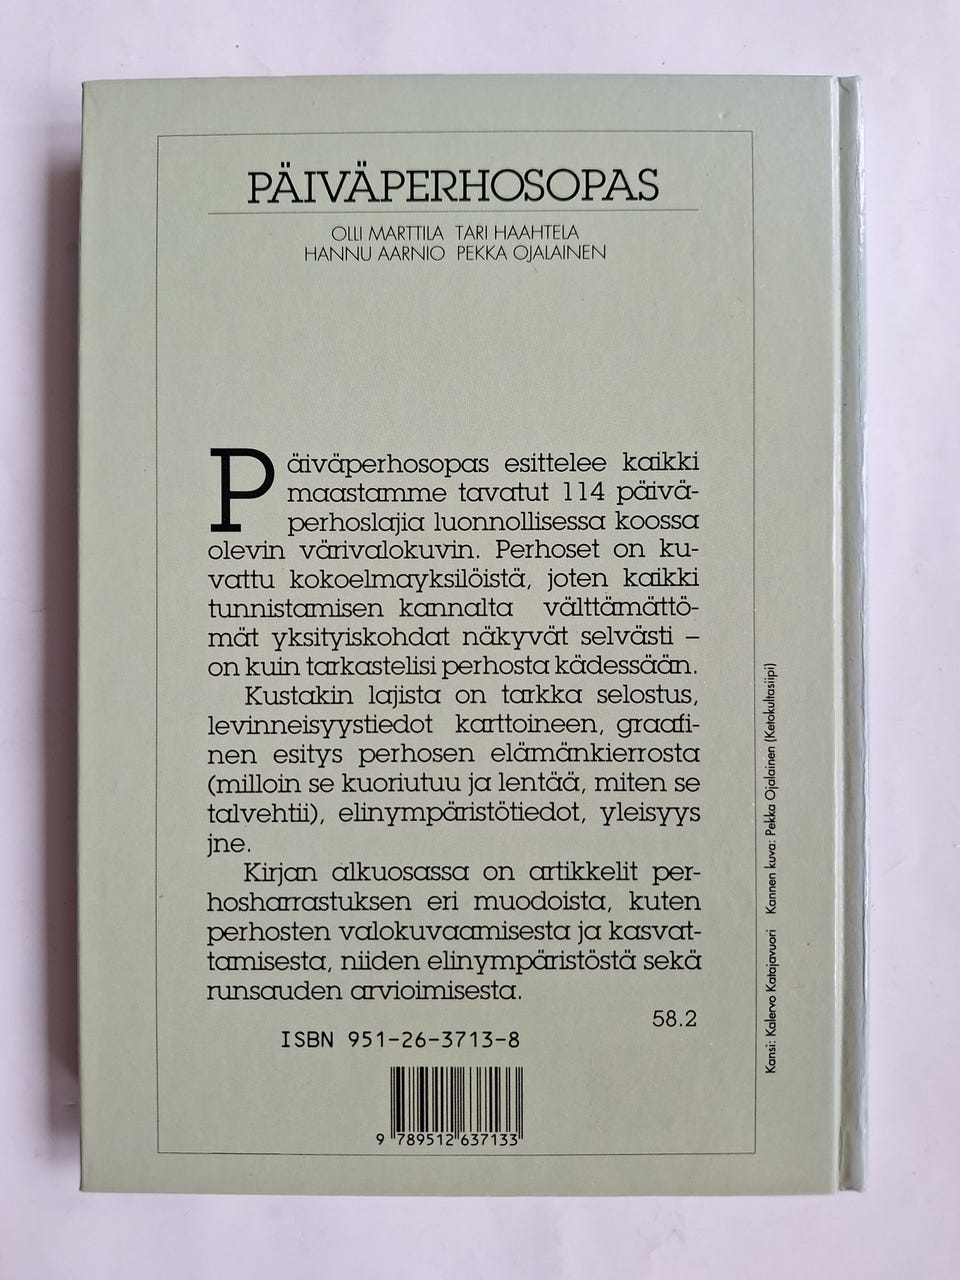 PÄIVÄPERHOSOPAS
OLLI MARTTILA TARI HAAHTELA
HANNU AARNIO PEKKA OJALAINEN
Päiväperhosopas esittelee kaikki
maastamme tavatut 114 päivä-
perhoslajia luonnollisessa koossa
olevin värivalokuvin. Perhoset on ku-
vattu kokoelmayksilöistä, joten kaikki
tunnistamisen kannalta välttämättö-
mät yksityiskohdat näkyvät selvästi –
on kuin tarkastelisi perhosta kädessään.
Kustakin lajista on tarkka selostus,
levinneisyystiedot karttoineen, graafi-
nen esitys perhosen elämänkierrosta
(milloin se kuoriutuu ja lentää, miten se
talvehtii), elinympäristötiedot, yleisyys
jne.
Kirjan alkuosassa on artikkelit per-
hosharrastuksen eri muodoista, kuten
perhosten valokuvaamisesta ja kasvat-
tamisesta, niiden elinympäristöstä sekä
runsauden arvioimisesta.
58.2
ISBN 951-26-3713-8
9 789512 637133
Kansi: Kalervo Katajavuori Kannen kuva: Pekka Ojalainen (Ketokultasiipi)